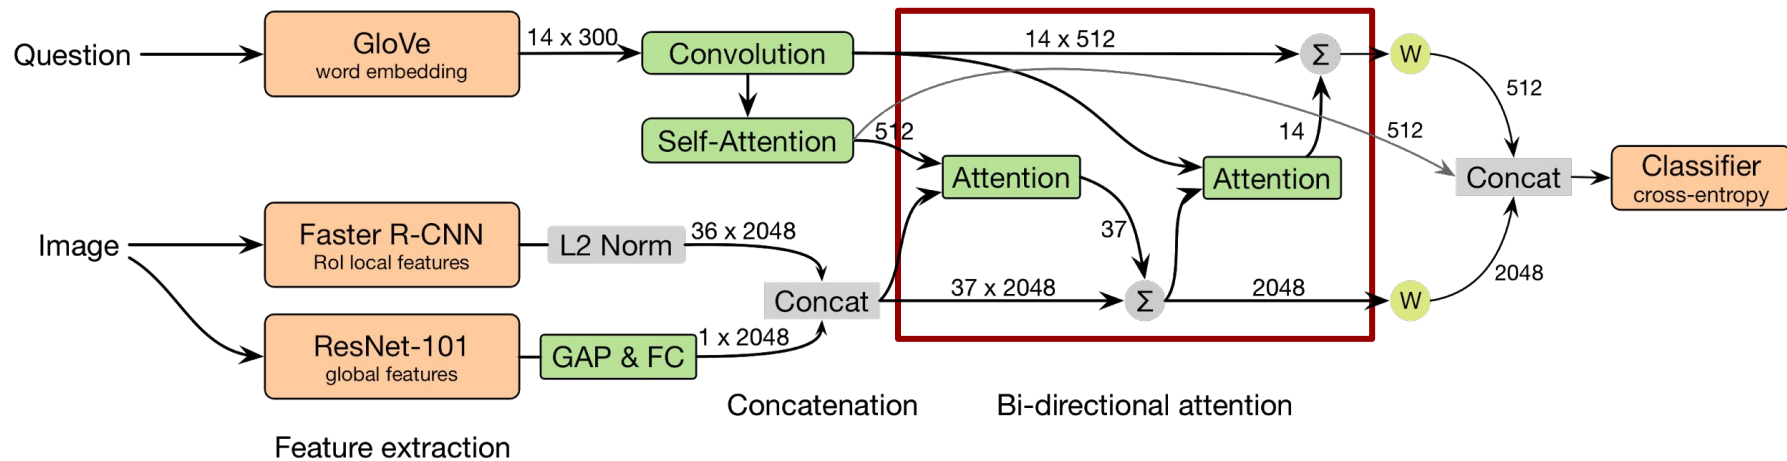 Question
GloVe
word embedding
14 x 300
Convolution
14 x 512
Σ
W
512
Self-Attention
512
14
512
Attention
Attention
Concat
Classifier
cross-entropy
Image
Faster R-CNN
RoI local features
L2 Norm
36 x 2048
37
Concat
37 x 2048
Σ
2048
W
2048
ResNet-101
global features
GAP & FC
1 x 2048
Concatenation
Bi-directional attention
Feature extraction